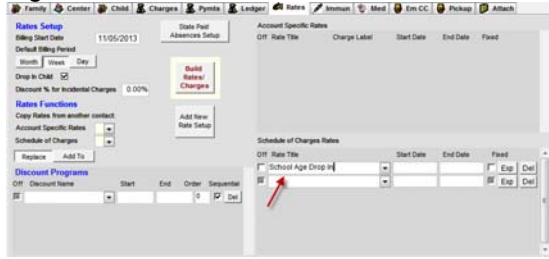 Family Center Child Charges Pymts Ledger Rates Immun Med Em CC Pickup Attach
Rates Setup
Billing Start Date 11/05/2013
Default Billing Period
Month Week Day
Drop In Child
Discount % for Incidental Charges 0.00%
State Paid
Absences Setup
Build
Rates/
Charges
Rates Functions
Copy Rates from another contact
Account Specific Rates
Schedule of Charges
Replace Add To
Add New
Rate Setup
Discount Programs
Off Discount Name Start End Order Sequential
0 Del
Account Specific Rates
Off Rate Title Charge Label Start Date End Date Fixed
Schedule of Charges Rates
Off Rate Title Start Date End Date Fixed
School Age Drop In Exp Del
Exp Del